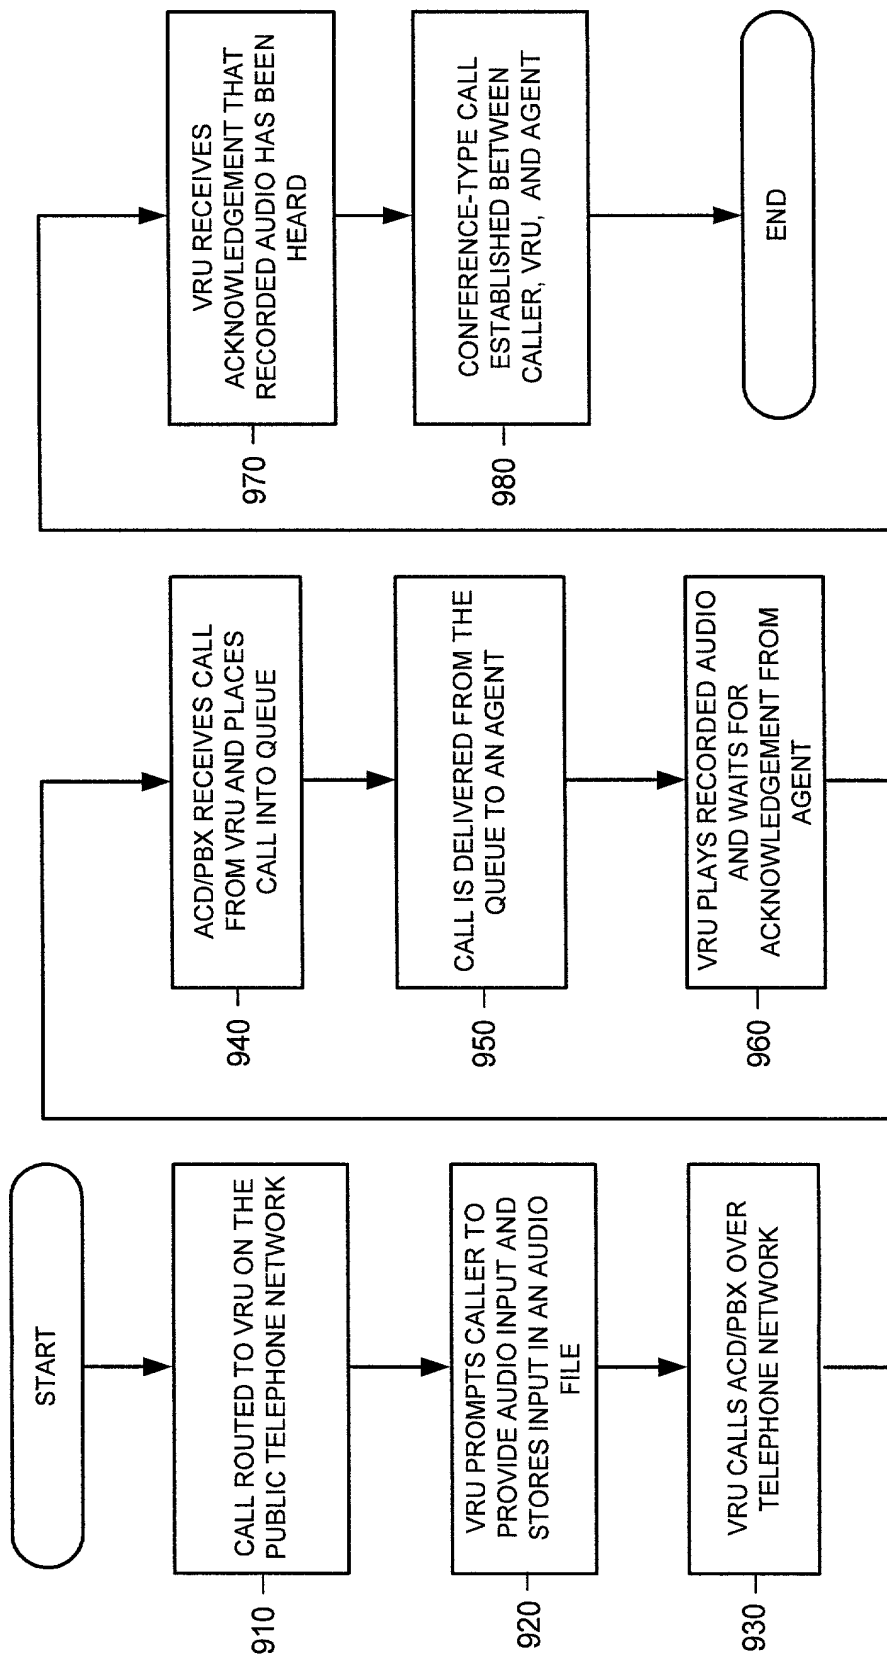 START
CALL ROUTED TO VRU ON THE
PUBLIC TELEPHONE NETWORK
910
VRU PROMPTS CALLER TO
PROVIDE AUDIO INPUT AND
STORES INPUT IN AN AUDIO
FILE
920
VRU CALLS ACD/PBX OVER
TELEPHONE NETWORK
930
ACD/PBX RECEIVES CALL
FROM VRU AND PLACES
CALL INTO QUEUE
940
CALL IS DELIVERED FROM THE
QUEUE TO AN AGENT
950
VRU PLAYS RECORDED AUDIO
AND WAITS FOR
ACKNOWLEDGEMENT FROM
AGENT
960
VRU RECEIVES
ACKNOWLEDGEMENT THAT
RECORDED AUDIO HAS BEEN
HEARD
970
CONFERENCE-TYPE CALL
ESTABLISHED BETWEEN
CALLER, VRU, AND AGENT
980
END